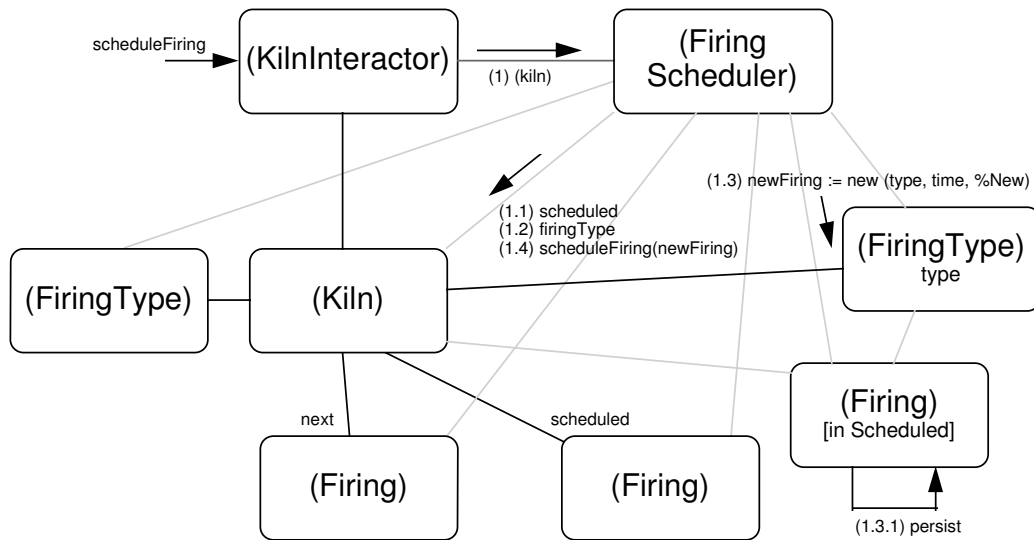 scheduleFiring
(KilnInteractor)
(1) (kiln)
(Firing
Scheduler)
(1.3) newFiring := new (type, time, %New)
(1.1) scheduled
(1.2) firingType
(1.4) scheduleFiring(newFiring)
(FiringType)
(Kiln)
(FiringType)
type
next
scheduled
(Firing)
(Firing)
(Firing)
[in Scheduled]
(1.3.1) persist